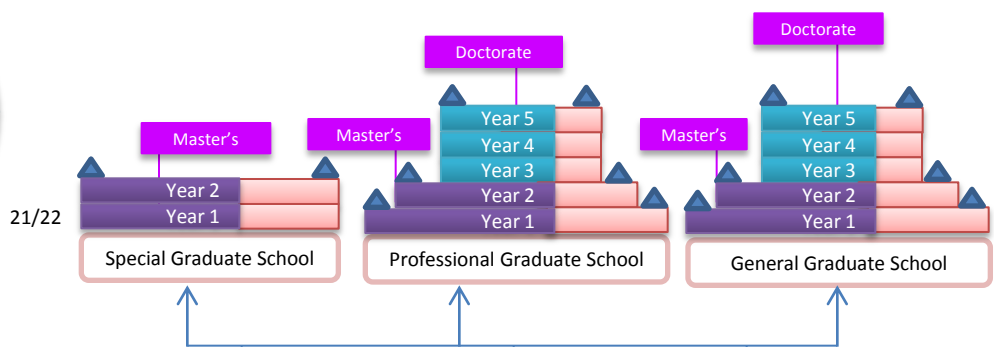 Doctorate
Doctorate
Master's
Master's
Master's
Year 5
Year 4
Year 3
Year 2
Year 1
Year 5
Year 4
Year 3
Year 2
Year 1
Year 2
Year 1
21/22
Special Graduate School
Professional Graduate School
General Graduate School